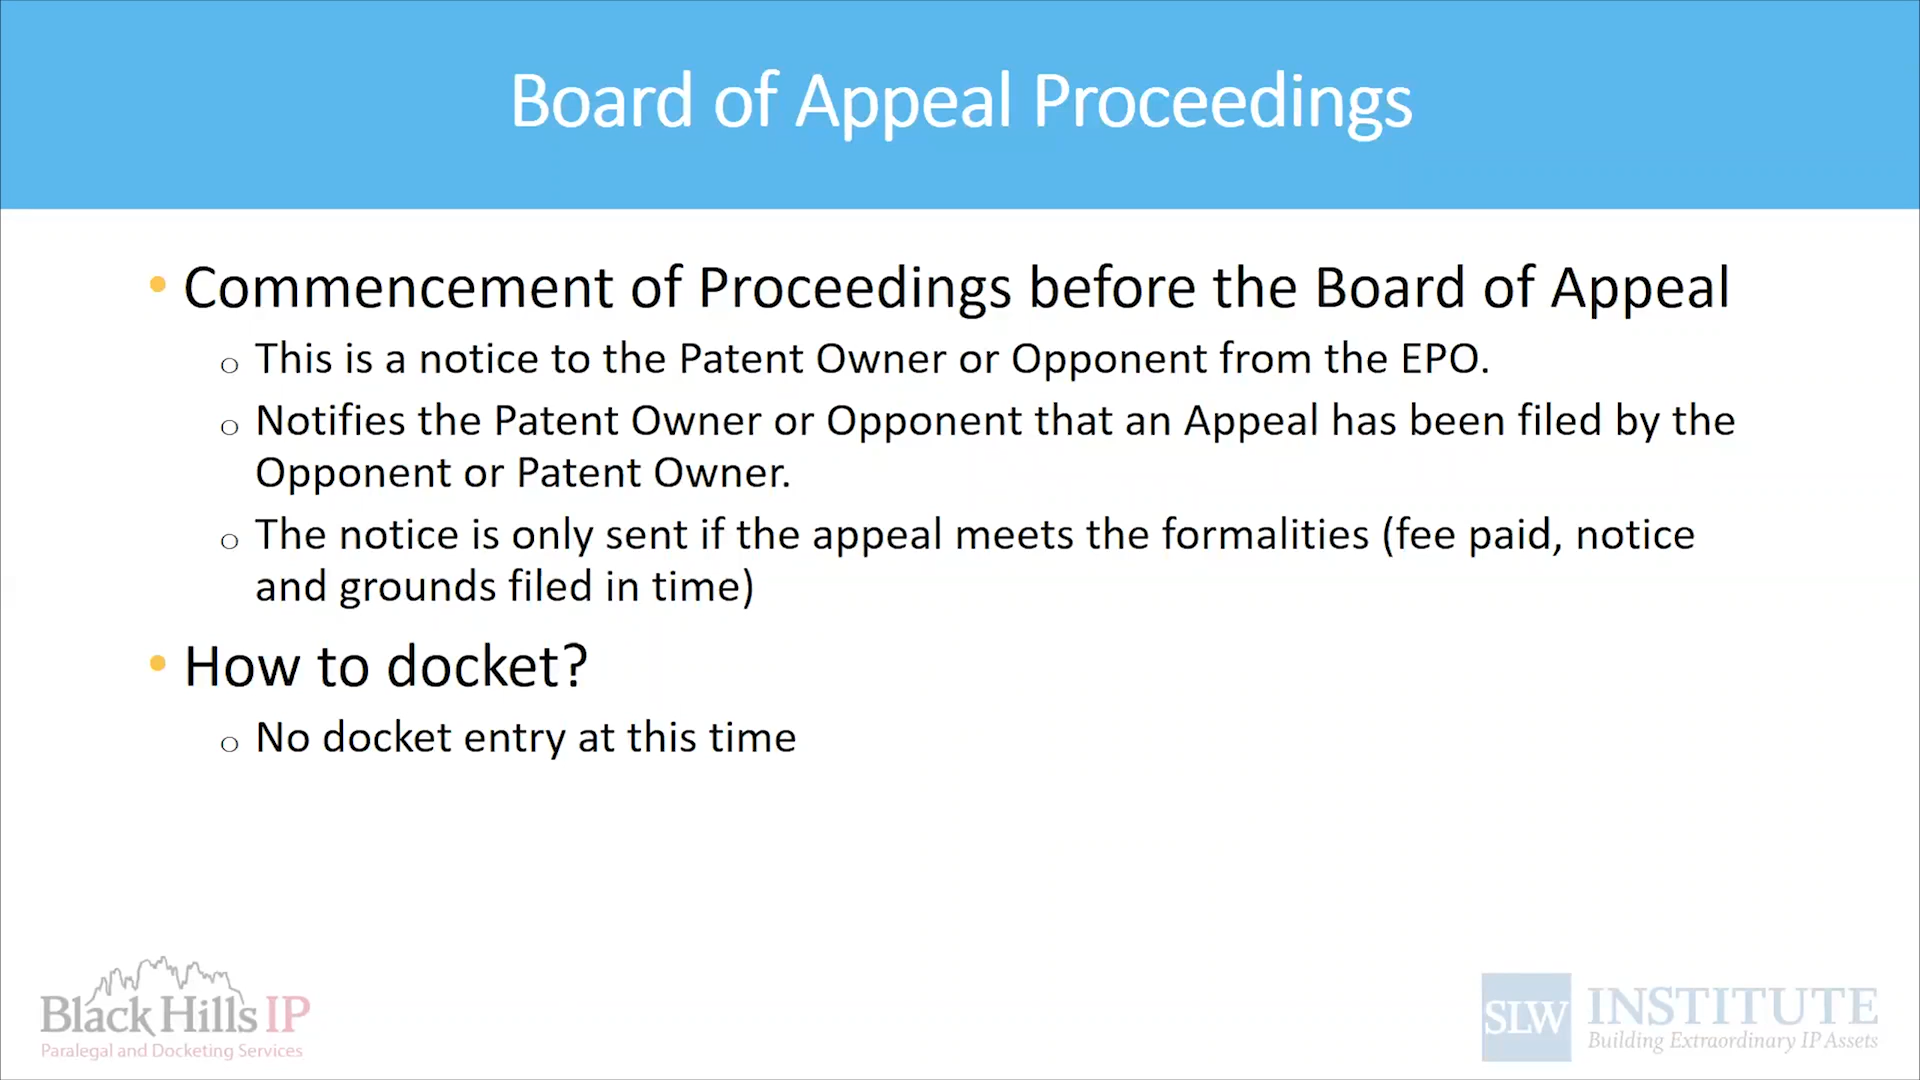 Board of Appeal Proceedings
• Commencement of Proceedings before the Board of Appeal
o This is a notice to the Patent Owner or Opponent from the EPO.
o Notifies the Patent Owner or Opponent that an Appeal has been filed by the
Opponent or Patent Owner.
o The notice is only sent if the appeal meets the formalities (fee paid, notice
and grounds filed in time)
• How to docket?
o No docket entry at this time
Black Hills IP
Paralegal and Docketing Services
SLW INSTITUTE
Building Extraordinary IP Assets